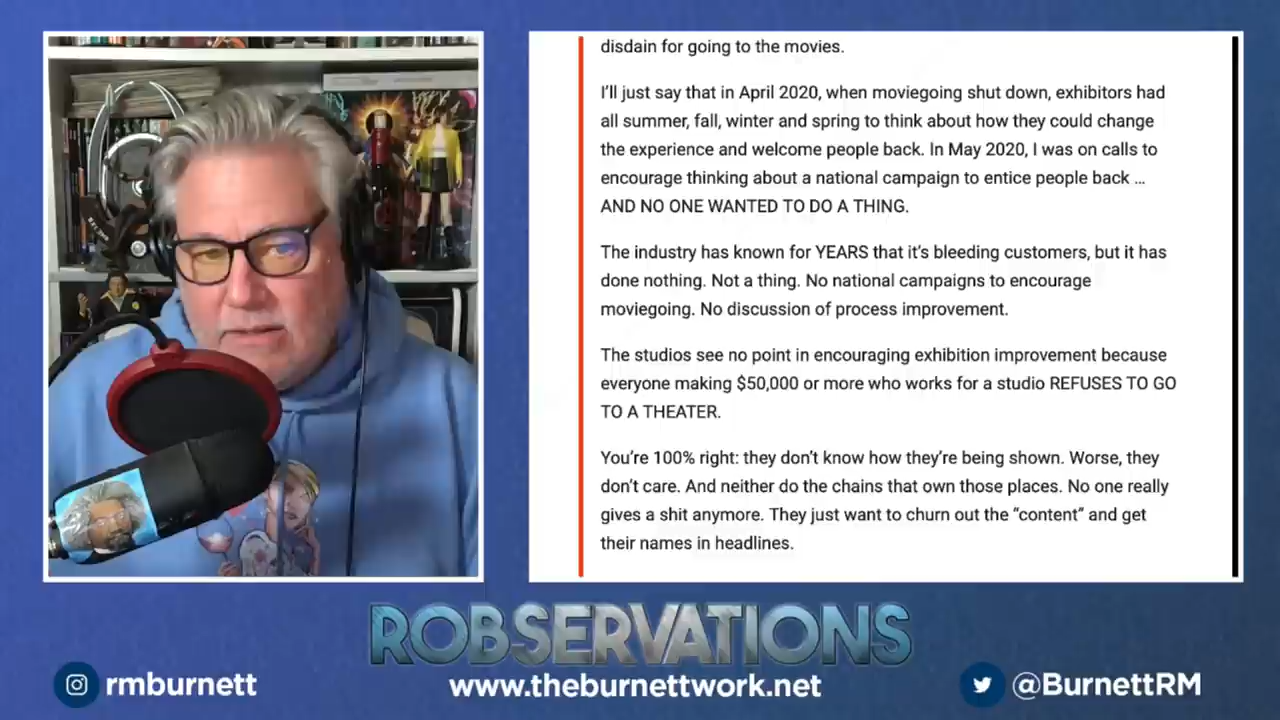 disdain for going to the movies.
I'll just say that in April 2020, when moviegoing shut down, exhibitors had
all summer, fall, winter and spring to think about how they could change
the experience and welcome people back. In May 2020, I was on calls to
encourage thinking about a national campaign to entice people back ...
AND NO ONE WANTED TO DO A THING.
The industry has known for YEARS that it's bleeding customers, but it has
done nothing. Not a thing. No national campaigns to encourage
moviegoing. No discussion of process improvement.
The studios see no point in encouraging exhibition improvement because
everyone making $50,000 or more who works for a studio REFUSES TO GO
TO A THEATER.
You're 100% right: they don't know how they're being shown. Worse, they
don't care. And neither do the chains that own those places. No one really
gives a shit anymore. They just want to churn out the “content” and get
their names in headlines.
ROBSERVATIONS
rmburnett
www.theburnettwork.net
@BurnettRM